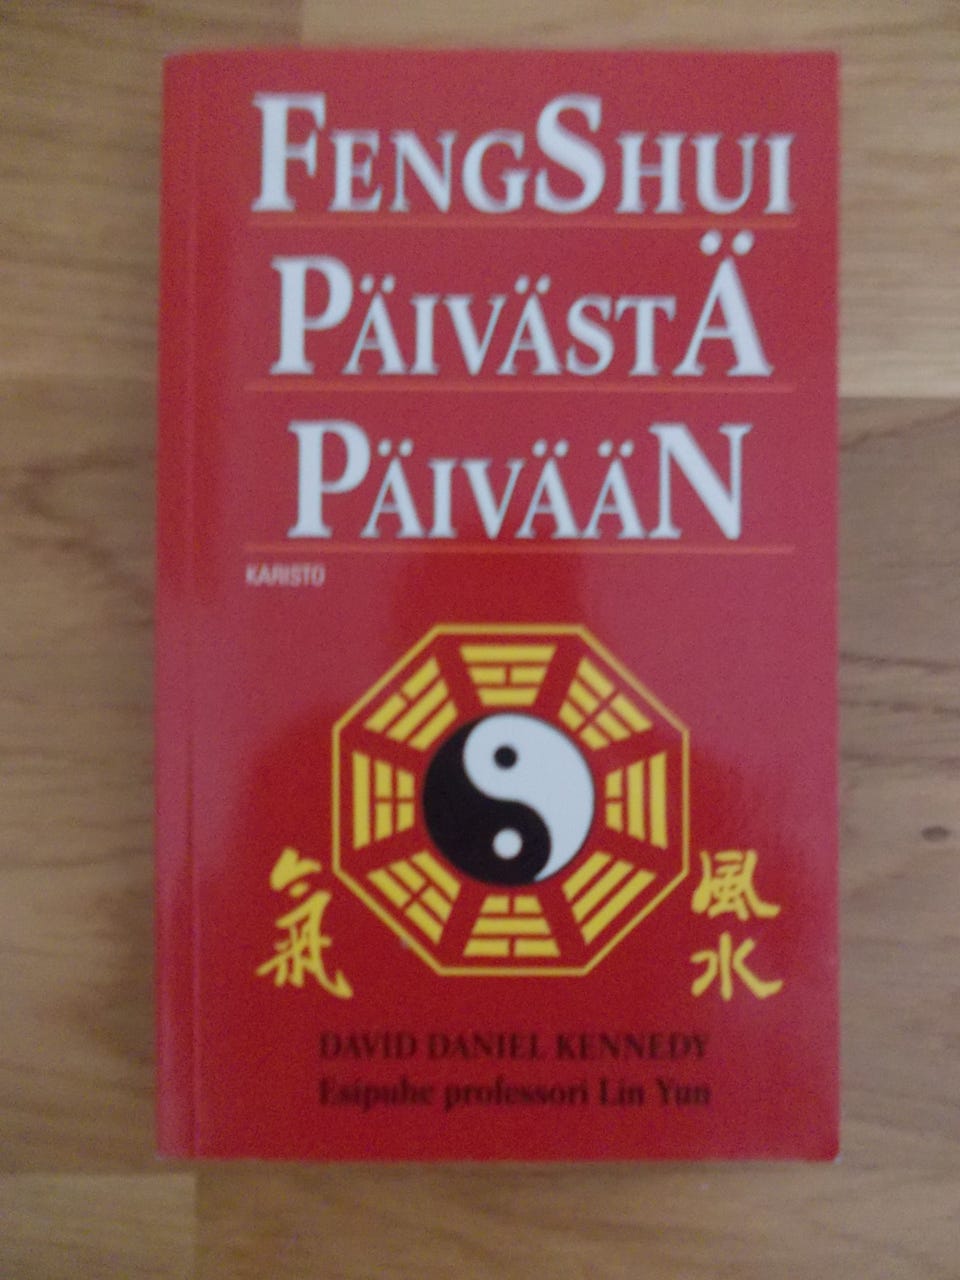 FENGSHUI
PÄIVÄSTÄ
PÄIVÄÄN
KARISTO
氣
風
水
DAVID DANIEL KENNEDY
Esipuhe professori Lin Yun